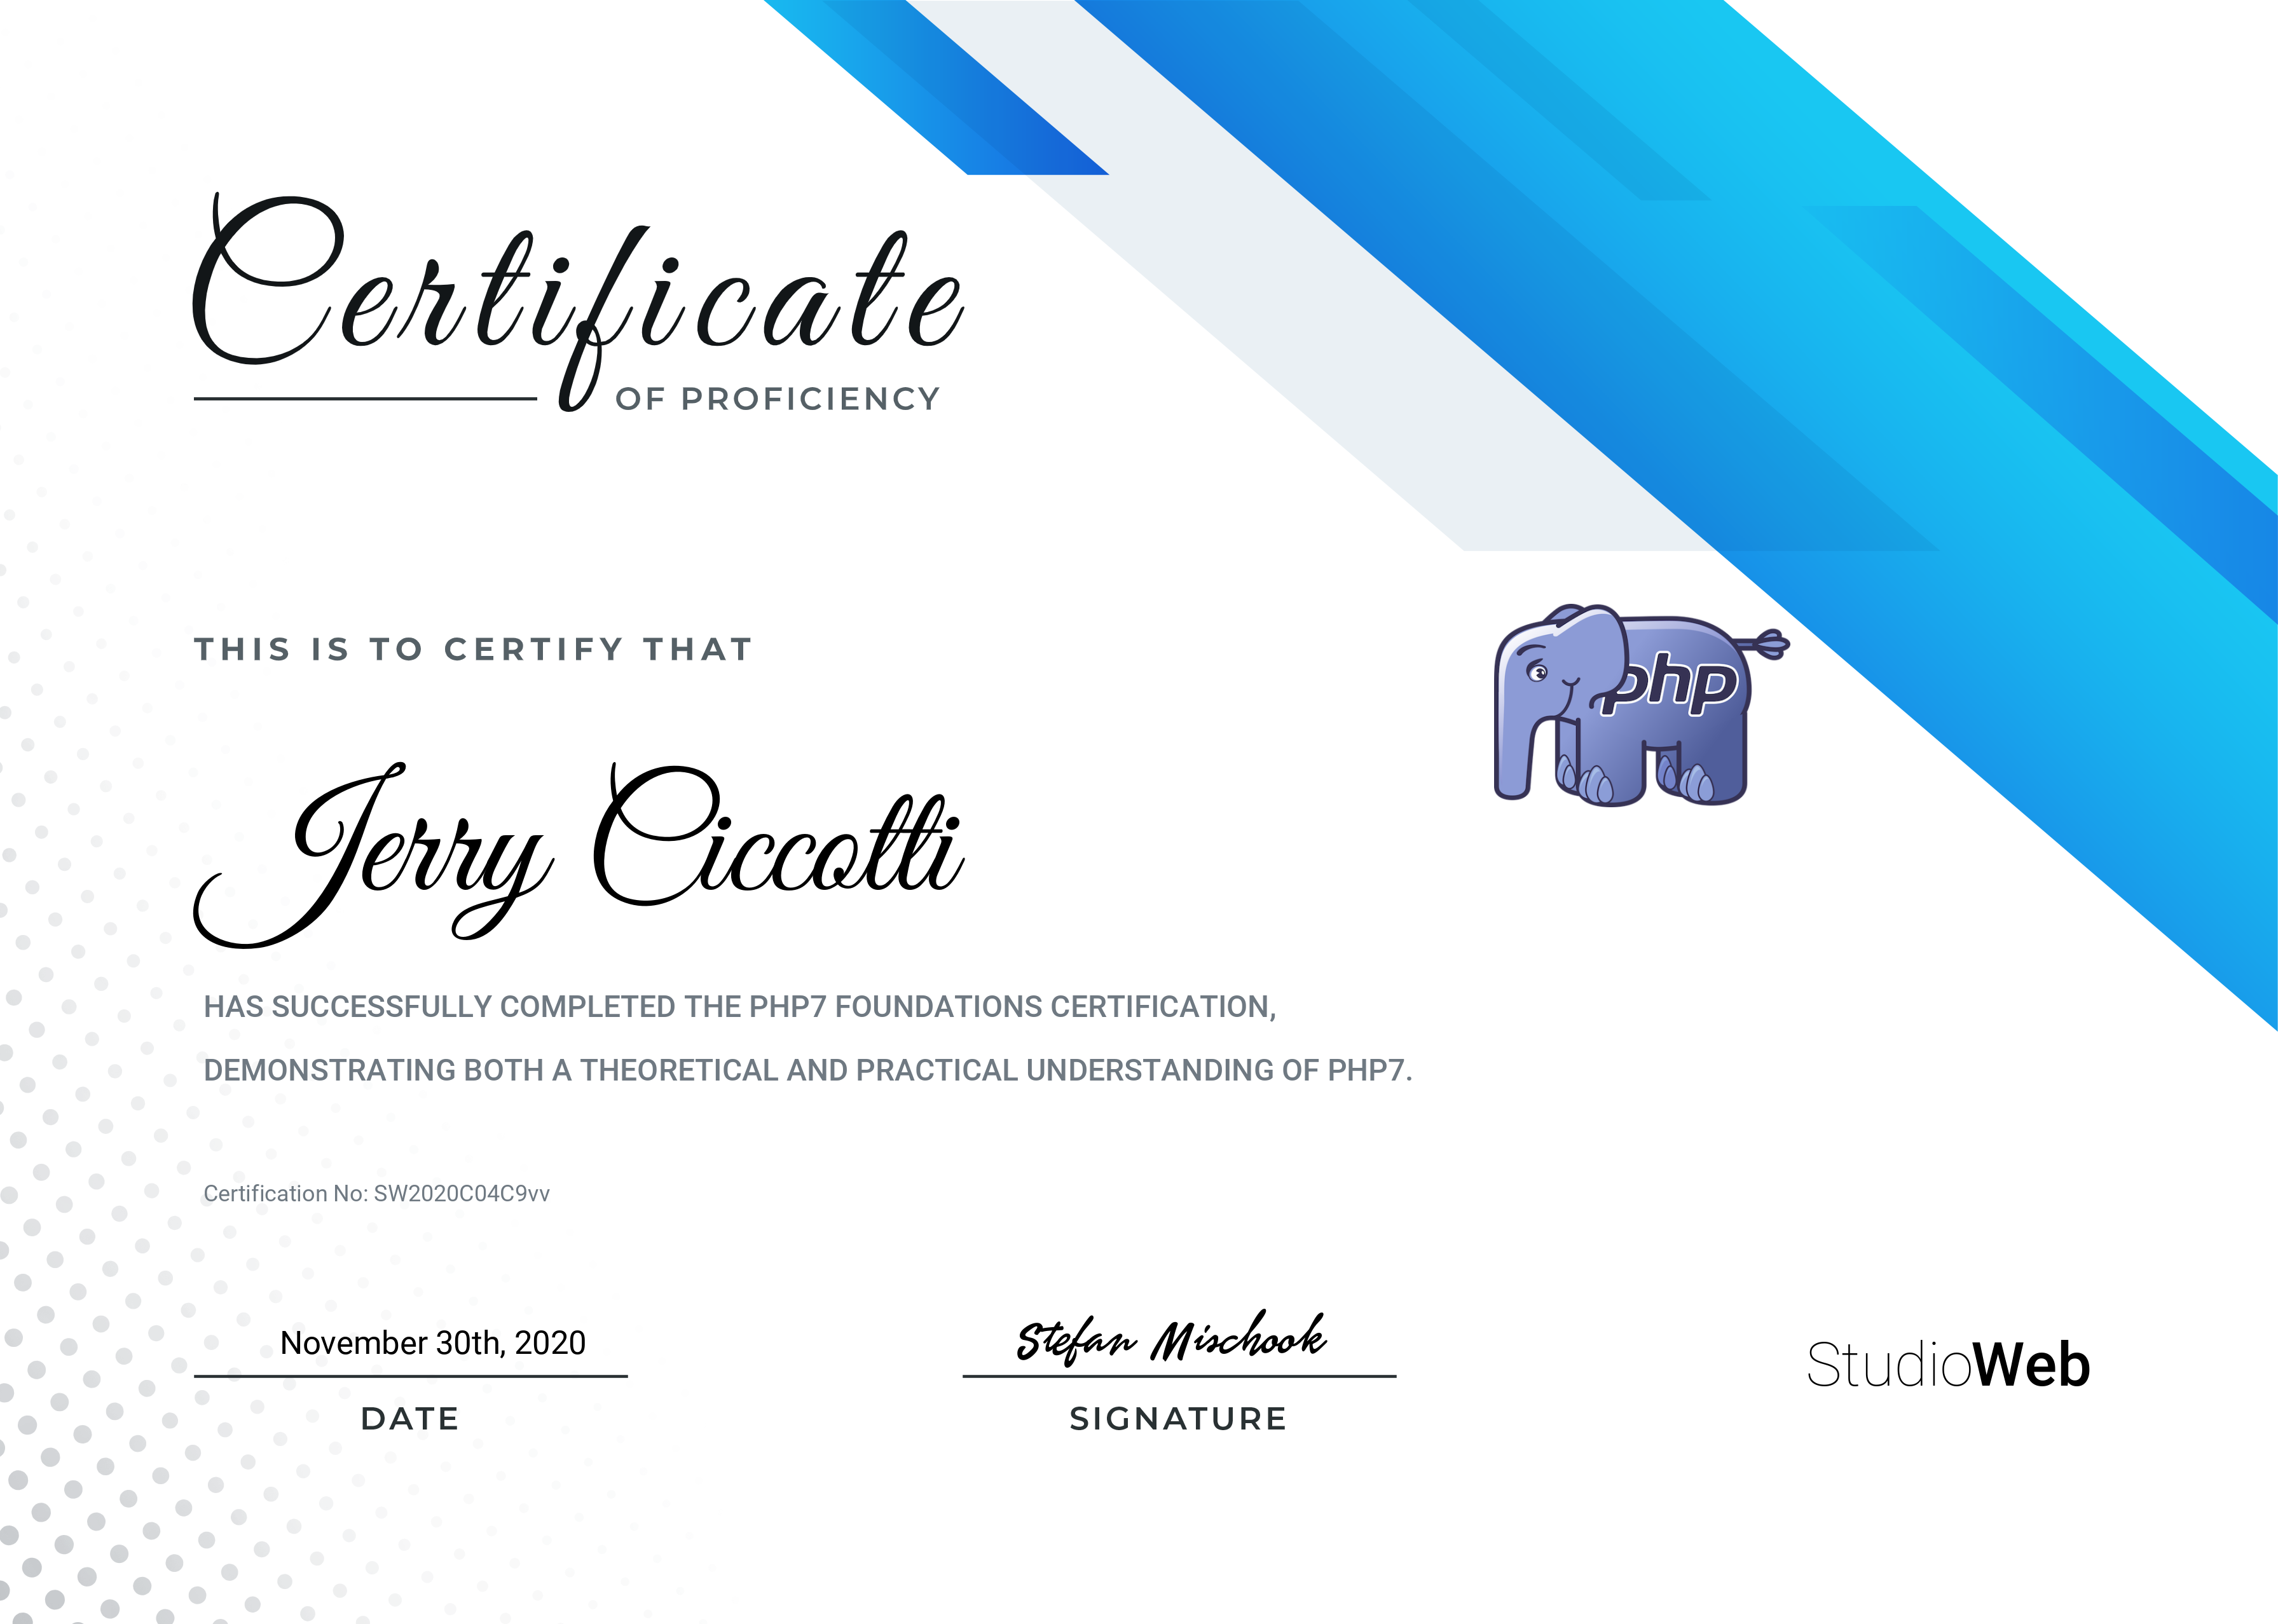 Certificate
OF PROFICIENCY
THIS IS TO CERTIFY THAT
php
Jerry Ciccotti
HAS SUCCESSFULLY COMPLETED THE PHP7 FOUNDATIONS CERTIFICATION,
DEMONSTRATING BOTH A THEORETICAL AND PRACTICAL UNDERSTANDING OF PHP7.
Certification No: SW2020C04C9vv
November 30th, 2020
DATE
Stefan Mischook
SIGNATURE
StudioWeb